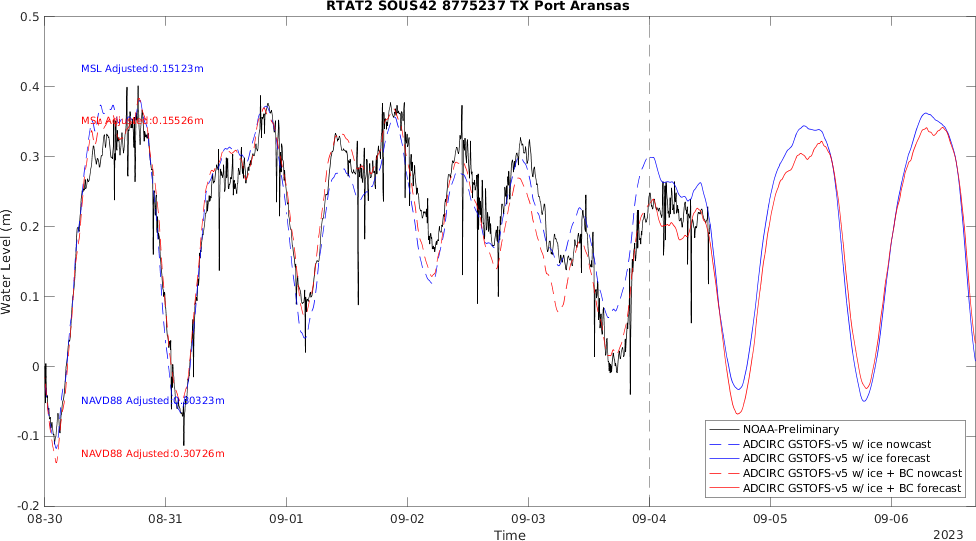 RTAT2 SOUS42 8775237 TX Port Aransas
0.5
0.4
0.3
0.2
0.1
0
-0.1
-0.2
Water Level (m)
MSL Adjusted:0.15123m
MSL Adjusted:0.15526m
NAVD88 Adjusted:0.30323m
NAVD88 Adjusted:0.30726m
NOAA-Preliminary
ADCIRC GSTOFS-v5 w/ ice nowcast
ADCIRC GSTOFS-v5 w/ ice forecast
ADCIRC GSTOFS-v5 w/ ice + BC nowcast
ADCIRC GSTOFS-v5 w/ ice + BC forecast
08-30 08-31 09-01 09-02 09-03 09-04 09-05 09-06
Time
2023